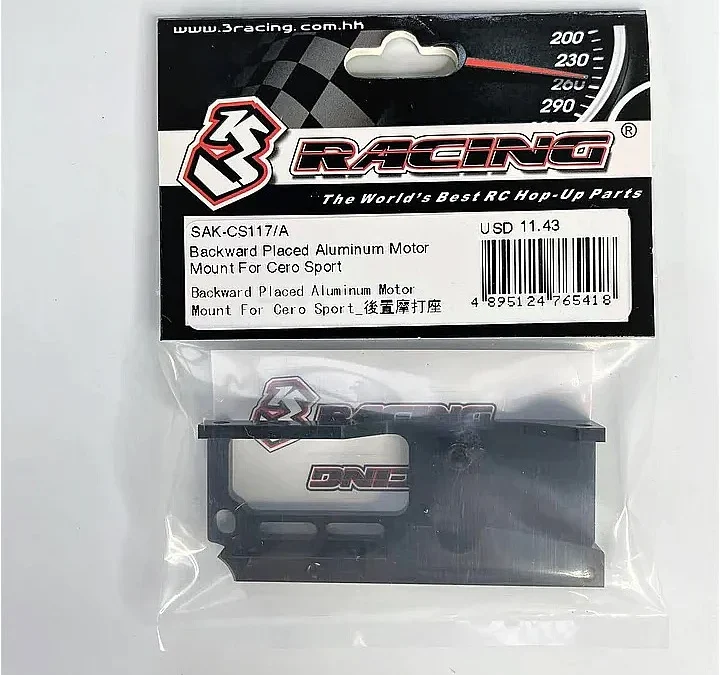 www.3racing.com.hk
200
230
260
290
3RACING®
The World's Best RC Hop-Up Parts
SAK-CS117/A
USD 11.43
Backward Placed Aluminum Motor
Mount For Cero Sport
Backward Placed Aluminum Motor
Mount For Cero Sport_後置摩打座
4 895124 765418
RACING